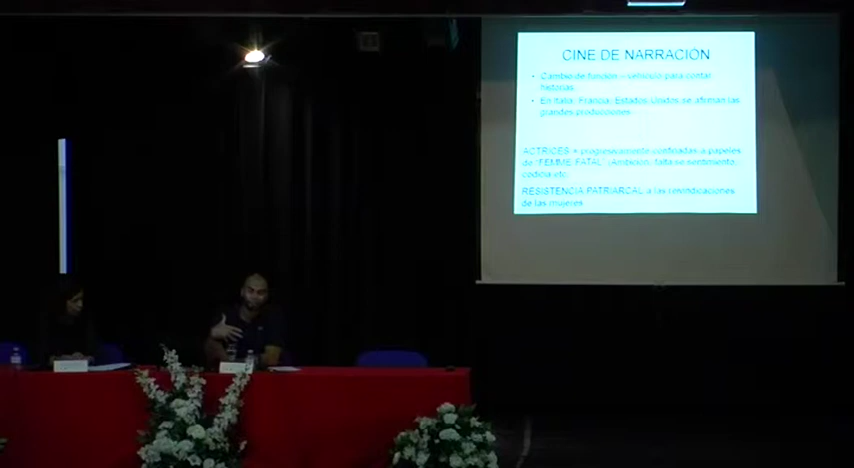 CINE DE NARRACIÓN
• Cambio de función – vehículo para contar
historias.
• En Italia, Francia, Estados Unidos se afirman las
grandes producciones.
ACTRICES progresivamente confinadas a papeles
de "FEMME FATAL" (Ambición, falta se sentimiento,
codicia,etc.
RESISTENCIA PATRIARCAL a las reivindicaciones
de las mujeres